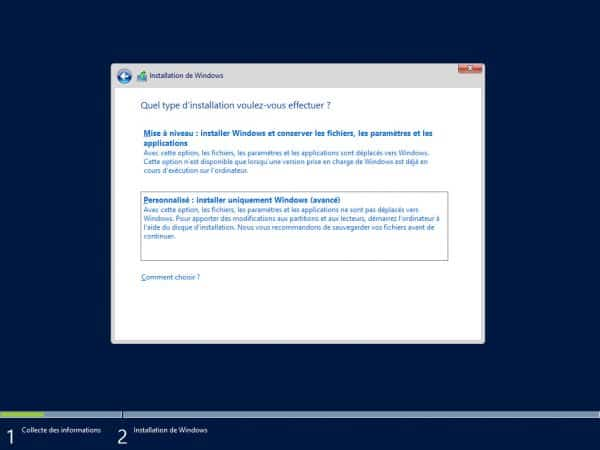 Installation de Windows
Quel type d'installation voulez-vous effectuer ?
Mise à niveau : installer Windows et conserver les fichiers, les paramètres et les
applications
Avec cette option, les fichiers, les paramètres et les applications sont déplacés vers Windows.
Cette option n'est disponible que lorsqu'une version prise en charge de Windows est déjà en
cours d'exécution sur l'ordinateur.
Personnalisé : installer uniquement Windows (avancé)
Avec cette option, les fichiers, les paramètres et les applications ne sont pas déplacés vers
Windows. Pour apporter des modifications aux partitions et aux lecteurs, démarrez l'ordinateur à
l'aide du disque d'installation. Nous vous recommandons de sauvegarder vos fichiers avant de
continuer.
Comment choisir ?
1 Collecte des informations
2 Installation de Windows